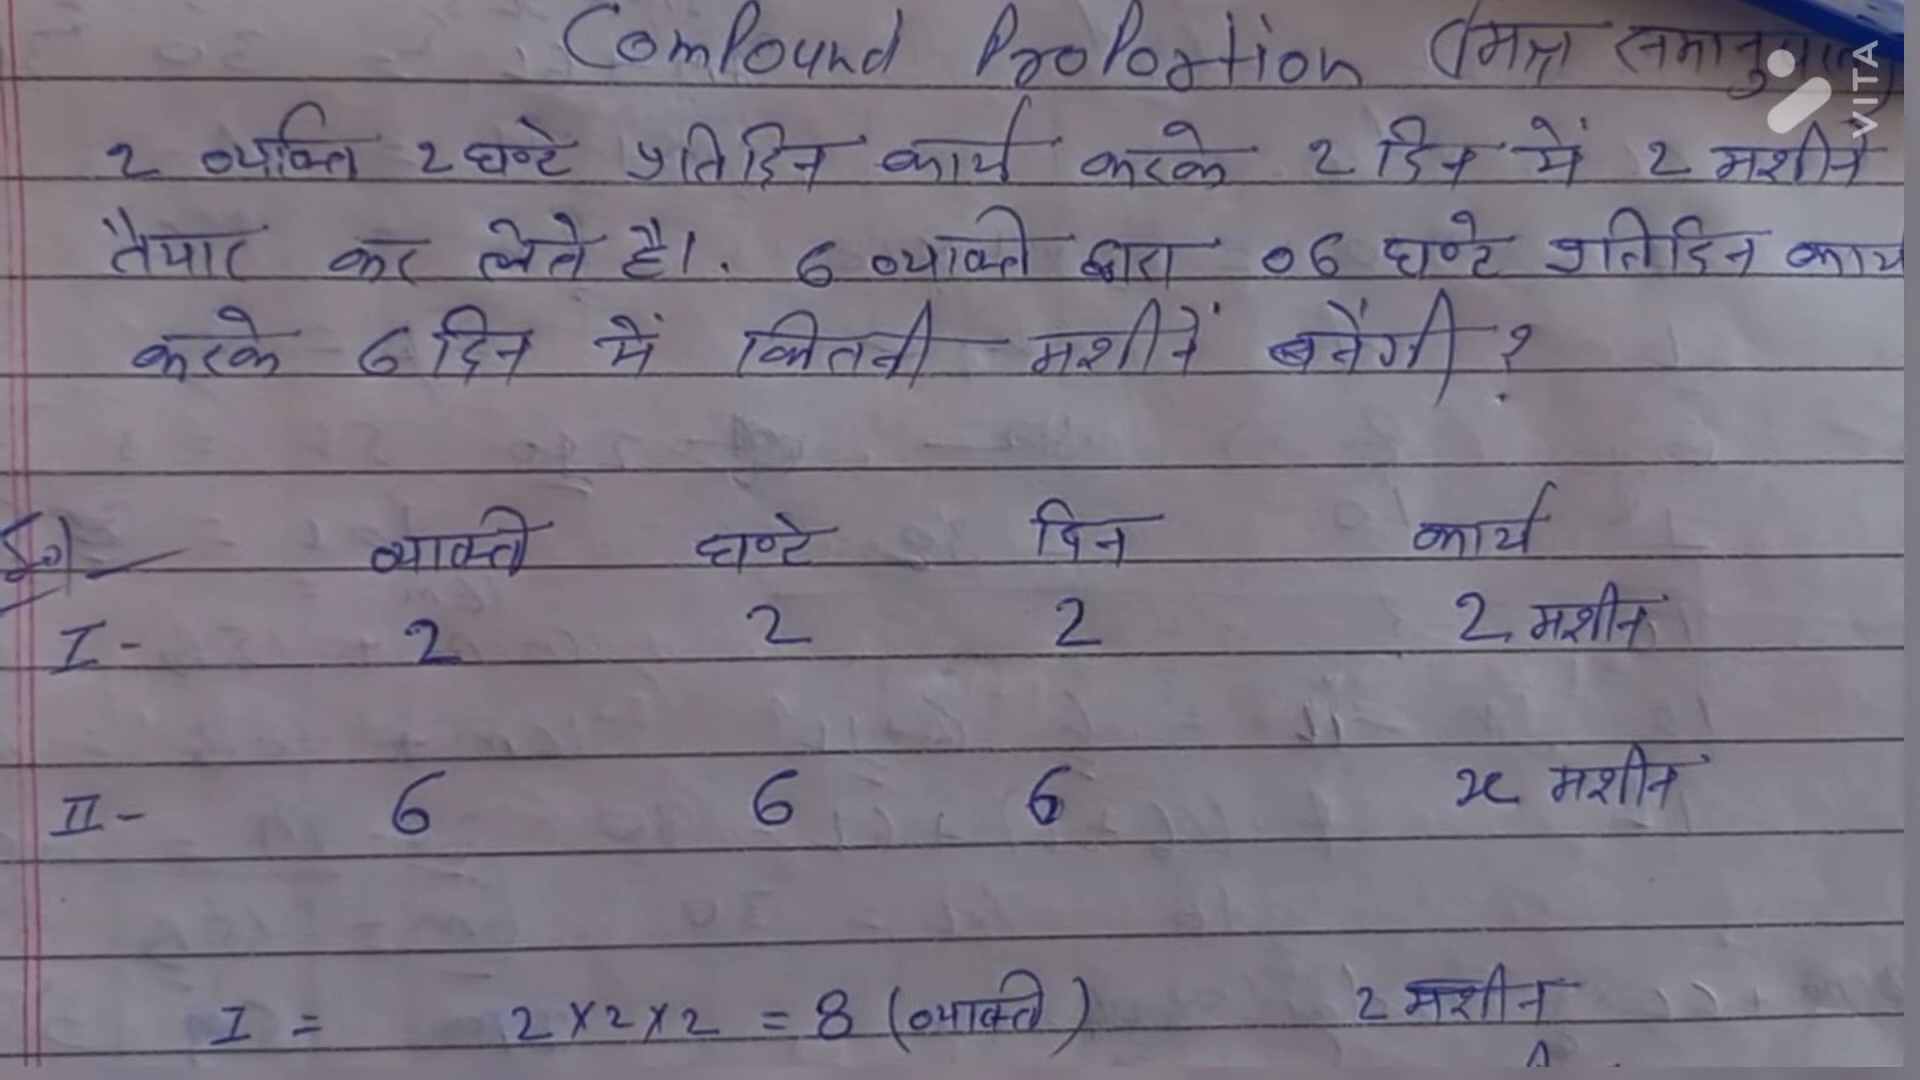 Compound Proportion (मिश्र समानुपात)
2 व्यक्ति 2 घण्टे प्रतिदिन कार्य करके 2 दिन में 2 मशीनें
तैयार कर लेते है। . 6 व्यक्ति द्वारा 06 घण्टे प्रतिदिन कार्य
करके 6 दिन में कितनी मशीनें बनेंगी ?
व्यक्ति घण्टे दिन कार्य
I - 2 2 2 2 मशीन
II - 6 6 6 x मशीन
I = 2 x 2 x 2 = 8 (व्यक्ति) 2 मशीन
VITA